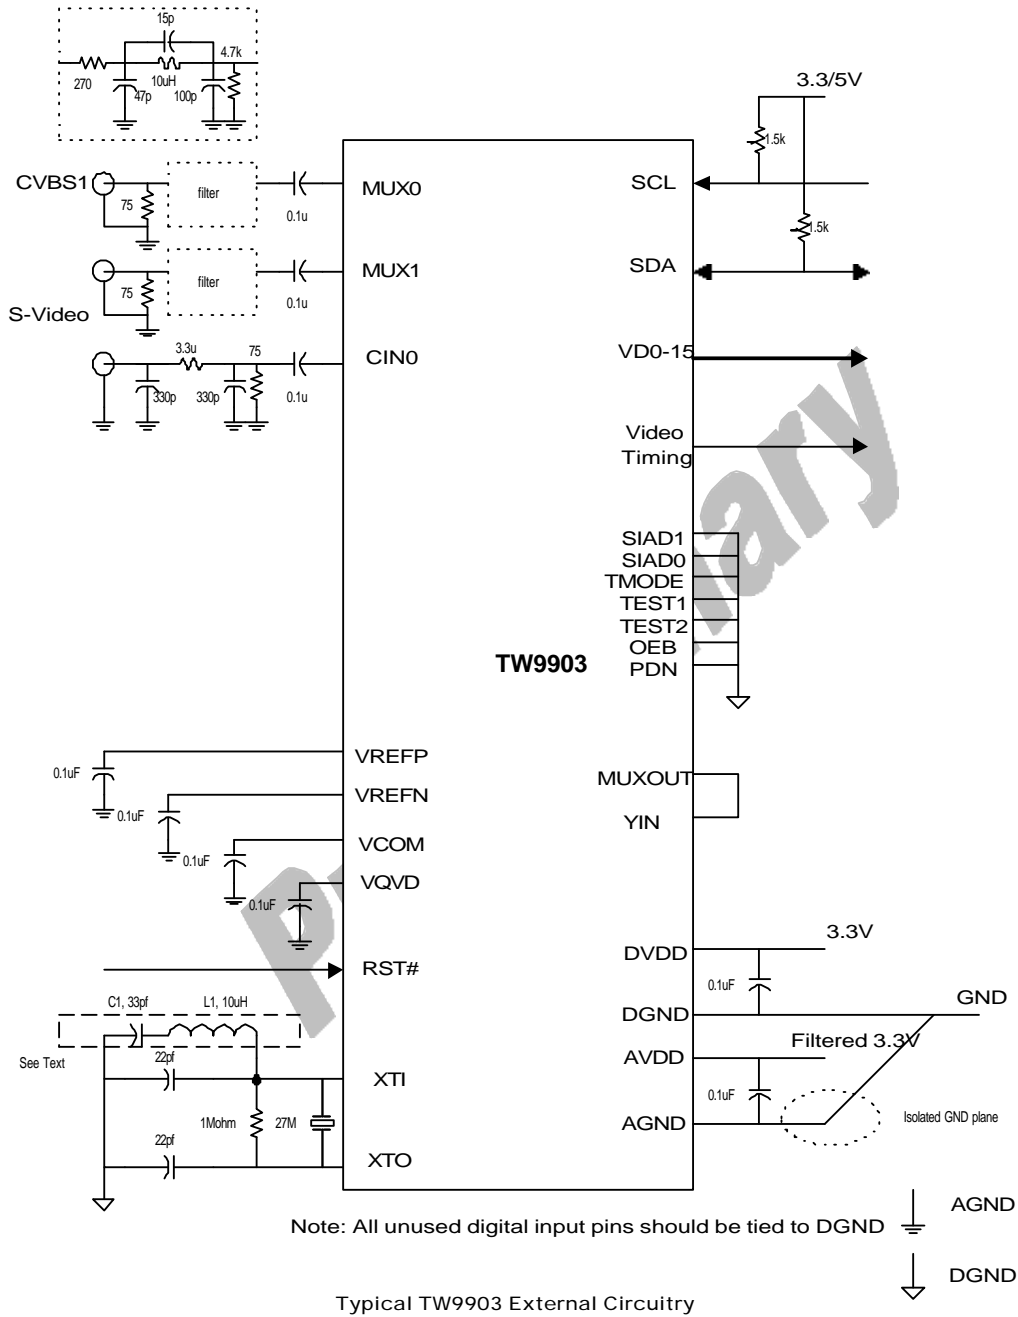 15p
4.7k
270
10uH
47p
100p
3.3/5V
1.5k
CVBS1
filter
MUX0
SCL
75
0.1u
1.5k
filter
MUX1
SDA
75
0.1u
S-Video
3.3u
75
CIN0
VD0-15
330p
330p
0.1u
Video
Timing
SIAD1
SIAD0
TMODE
TEST1
TEST2
OEB
PDN
TW9903
VREFP
0.1uF
MUXOUT
VREFN
0.1uF
YIN
VCOM
0.1uF
VQVD
0.1uF
3.3V
DVDD
RST#
0.1uF
GND
C1, 33pf
L1, 10uH
DGND
Filtered 3.3V
See Text
22pf
AVDD
XTI
0.1uF
1Mohm
27M
AGND
Isolated GND plane
22pf
XTO
AGND
Note: All unused digital input pins should be tied to DGND
DGND
Typical TW9903 External Circuitry